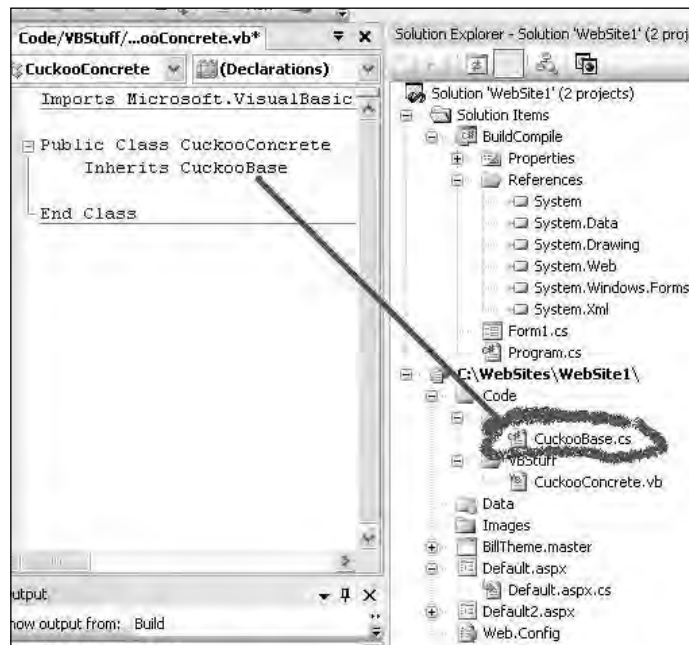 Code/VBStuff/...ooConcrete.vb*
CuckooConcrete
(Declarations)
Imports Microsoft.VisualBasic
Public Class CuckooConcrete
Inherits CuckooBase
End Class
utput
how output from: Build
Solution Explorer - Solution 'WebSite1' (2 proj
Solution 'WebSite1' (2 projects)
Solution Items
BuildCompile
Properties
References
System
System.Data
System.Drawing
System.Web
System.Windows.Forms
System.Xml
Form1.cs
Program.cs
C:\WebSites\WebSite1\
Code
CuckooBase.cs
VBStuff
CuckooConcrete.vb
Data
Images
BillTheme.master
Default.aspx
Default.aspx.cs
Default2.aspx
Web.Config